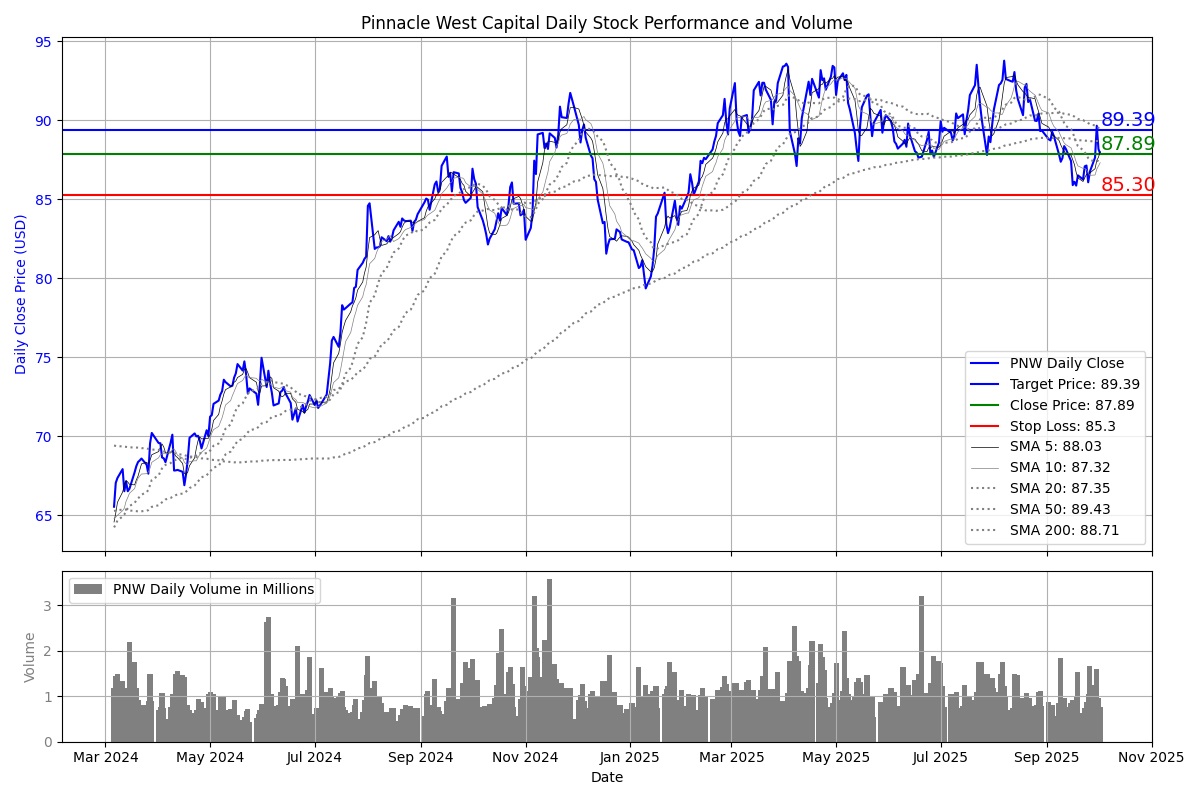 Pinnacle West Capital Daily Stock Performance and Volume
95
90
85
80
75
70
65
Daily Close Price (USD)
89.39
87.89
85.30
PNW Daily Close
Target Price: 89.39
Close Price: 87.89
Stop Loss: 85.3
SMA 5: 88.03
SMA 10: 87.32
SMA 20: 87.35
SMA 50: 89.43
SMA 200: 88.71
PNW Daily Volume in Millions
3
2
1
0
Volume
Mar 2024
May 2024
Jul 2024
Sep 2024
Nov 2024
Jan 2025
Mar 2025
May 2025
Jul 2025
Sep 2025
Nov 2025
Date